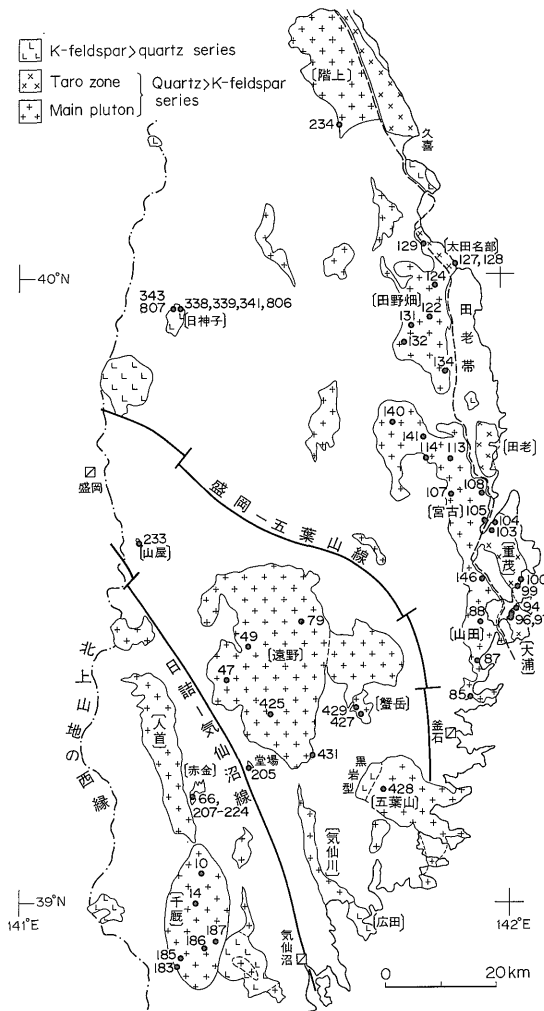 K-feldspar>quartz series
Taro zone
Main pluton
Quartz>K-feldspar
series
[階上]
234
久喜
129
[太田名部]
127,128
40°N
124
343
807
338,339,341,806
[日神子]
[田野畑]
122
131
132
134
田老帯
140
141
114
113
[田老]
盛岡
盛岡―五葉山線
107
108
[宮古]
105
104
103
233
[山屋]
[重茂]
146
100
99
94
96,97
88
[山田]
[大浦]
87
85
79
49
[遠野]
47
425
429
427
[蟹岳]
釜石
北上山地の西縁
日詰―気仙沼線
[人首]
[赤金]
66,
207-224
堂場
205
431
黒岩型
428
[五葉山]
[気仙川]
[広田]
10
14
[千厩]
187
186
185
183
気仙沼
39°N
141°E
142°E
0 20km